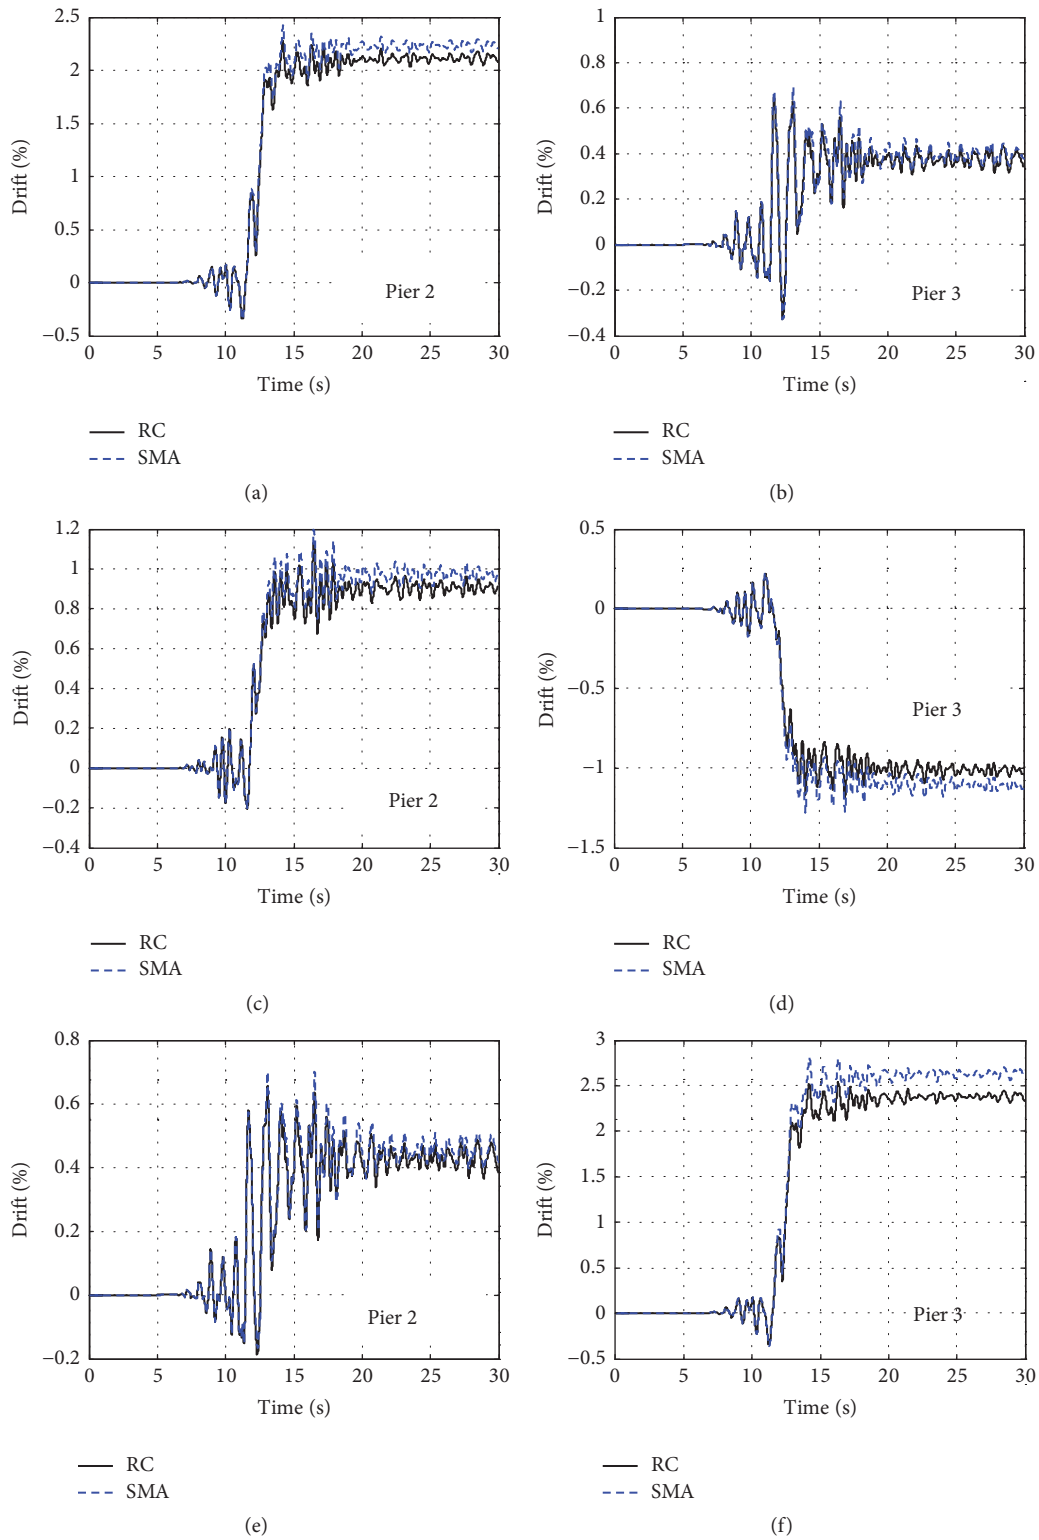 2.5
2
1.5
1
0.5
0
−0.5
Drift (%)
0 5 10 15 20 25 30
Time (s)
Pier 2
RC
SMA
(a)
1
0.8
0.6
0.4
0.2
0
−0.2
−0.4
Drift (%)
0 5 10 15 20 25 30
Time (s)
Pier 3
RC
SMA
(b)
1.2
1
0.8
0.6
0.4
0.2
0
−0.2
−0.4
Drift (%)
0 5 10 15 20 25 30
Time (s)
Pier 2
RC
SMA
(c)
0.5
0
−0.5
−1
−1.5
Drift (%)
0 5 10 15 20 25 30
Time (s)
Pier 3
RC
SMA
(d)
0.8
0.6
0.4
0.2
0
−0.2
Drift (%)
0 5 10 15 20 25 30
Time (s)
Pier 2
RC
SMA
(e)
3
2.5
2
1.5
1
0.5
0
−0.5
Drift (%)
0 5 10 15 20 25 30
Time (s)
Pier 3
RC
SMA
(f)